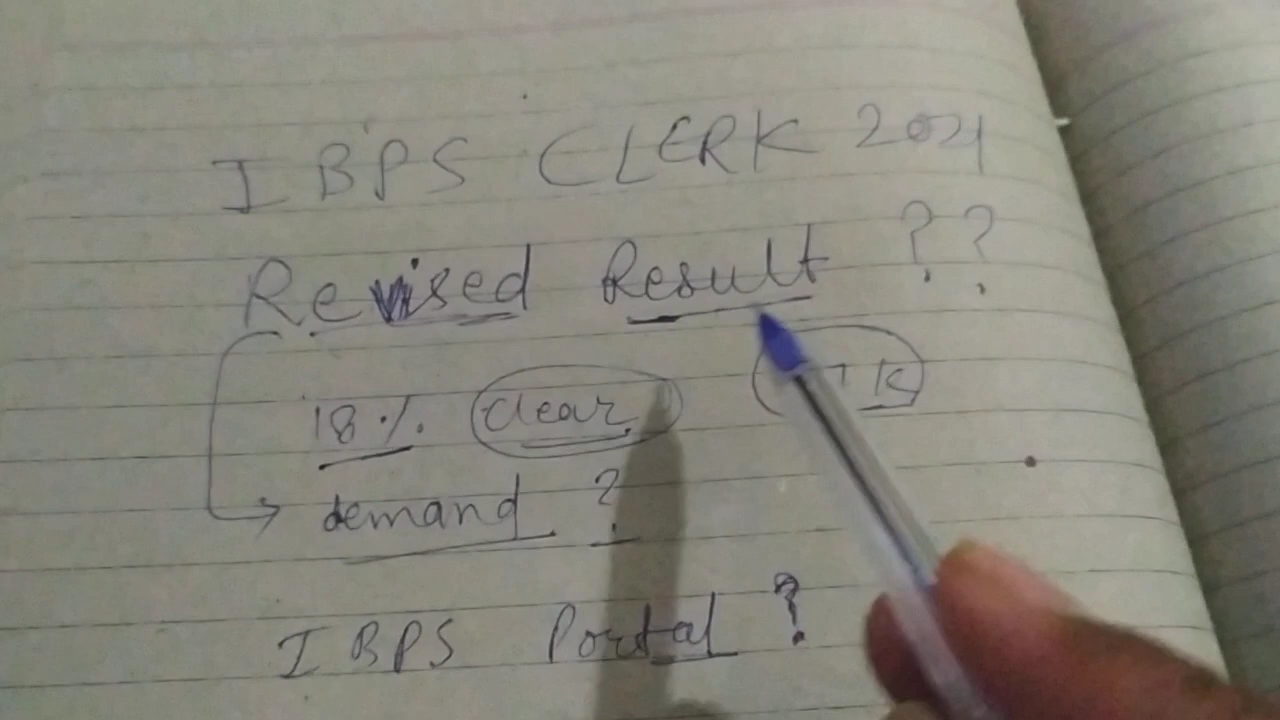 IBPS CLERK 2021
Revised Result ??
18% clear K
demand ?
IBPS Portal ?